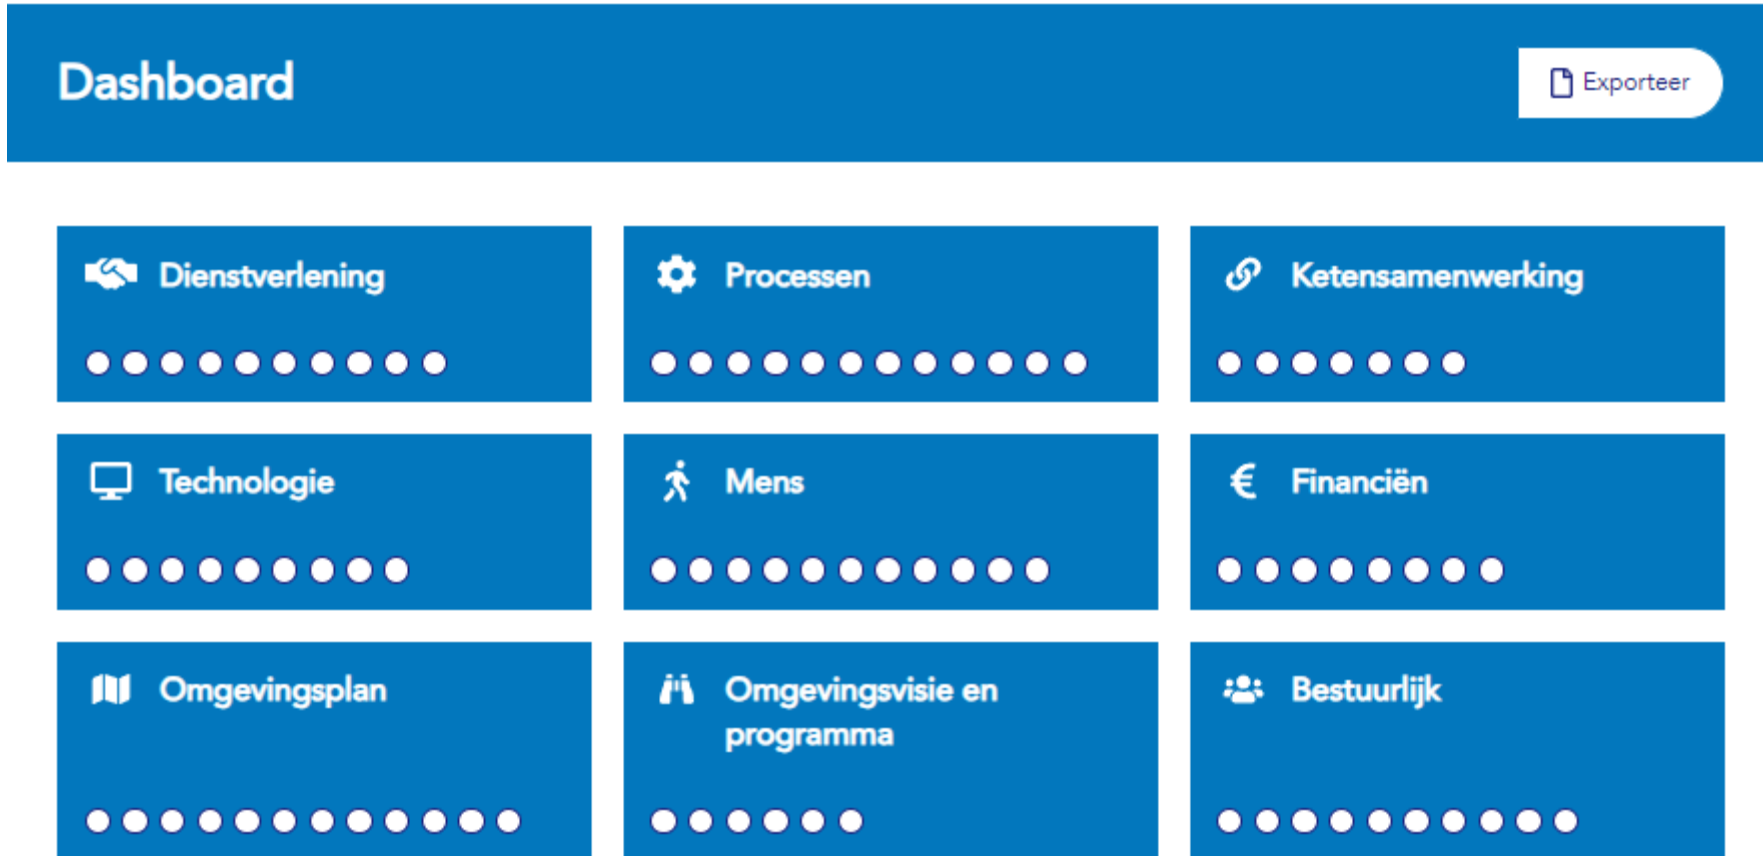 Dashboard
Exporteer
Dienstverlening
Processen
Ketensamenwerking
Technologie
Mens
Financiën
Omgevingsplan
Omgevingsvisie en
programma
Bestuurlijk